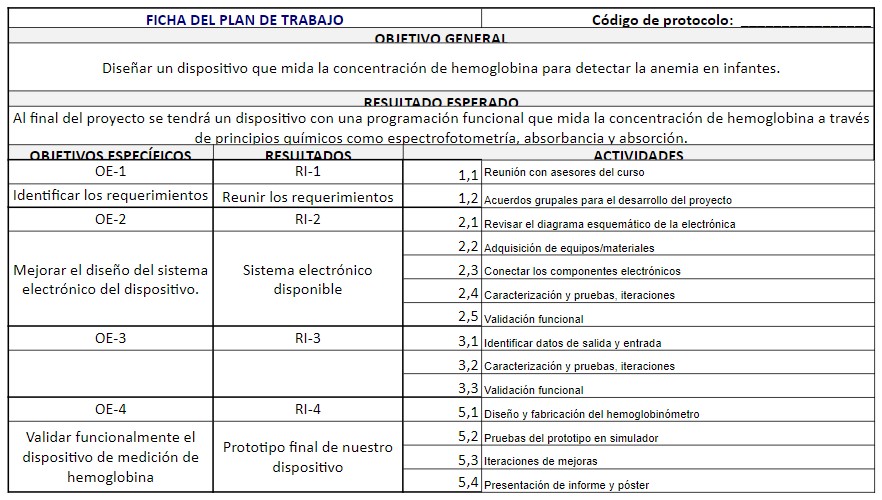 FICHA DEL PLAN DE TRABAJO Código de protocolo: ________________
OBJETIVO GENERAL
Diseñar un dispositivo que mida la concentración de hemoglobina para detectar la anemia en infantes.
RESULTADO ESPERADO
Al final del proyecto se tendrá un dispositivo con una programación funcional que mida la concentración de hemoglobina a través
de principios químicos como espectrofotometría, absorbancia y absorción.
OBJETIVOS ESPECÍFICOS RESULTADOS ACTIVIDADES
OE-1 RI-1 1,1 Reunión con asesores del curso
Identificar los requerimientos Reunir los requerimientos 1,2 Acuerdos grupales para el desarrollo del proyecto
OE-2 RI-2 2,1 Revisar el diagrama esquemático de la electrónica
2,2 Adquisición de equipos/materiales
Mejorar el diseño del sistema Sistema electrónico 2,3 Conectar los componentes electrónicos
electrónico del dispositivo. disponible 2,4 Caracterización y pruebas, iteraciones
2,5 Validación funcional
OE-3 RI-3 3,1 Identificar datos de salida y entrada
3,2 Caracterización y pruebas, iteraciones
3,3 Validación funcional
OE-4 RI-4 5,1 Diseño y fabricación del hemoglobinómetro
Validar funcionalmente el 5,2 Pruebas del prototipo en simulador
dispositivo de medición de Prototipo final de nuestro 5,3 Iteraciones de mejoras
hemoglobina dispositivo 5,4 Presentación de informe y póster